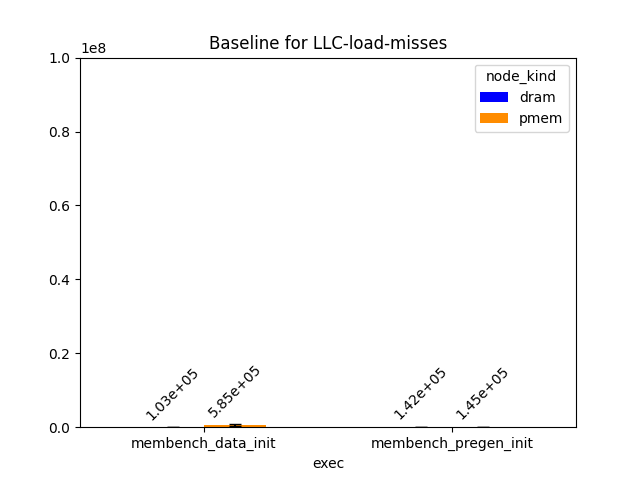 Baseline for LLC-load-misses
1e8
1.0
0.8
0.6
0.4
0.2
0.0
node_kind
dram
pmem
1.03e+05
5.85e+05
1.42e+05
1.45e+05
membench_data_init
membench_pregen_init
exec